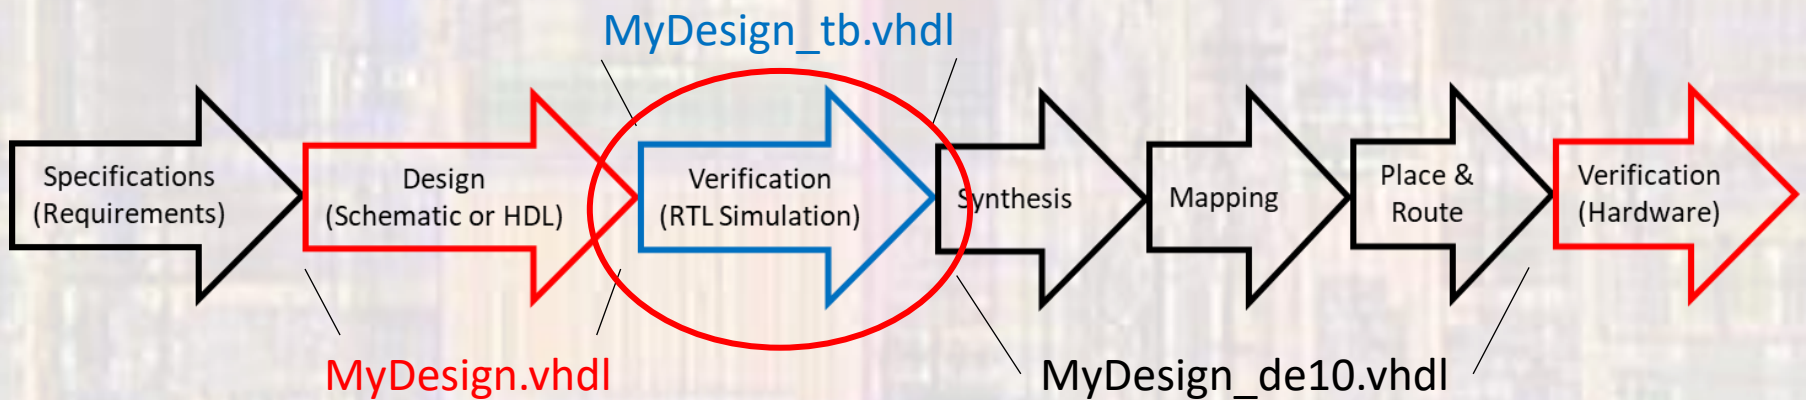 MyDesign_tb.vhdl
Specifications
(Requirements)
Design
(Schematic or HDL)
Verification
(RTL Simulation)
Synthesis
Mapping
Place &
Route
Verification
(Hardware)
MyDesign.vhdl
MyDesign_de10.vhdl